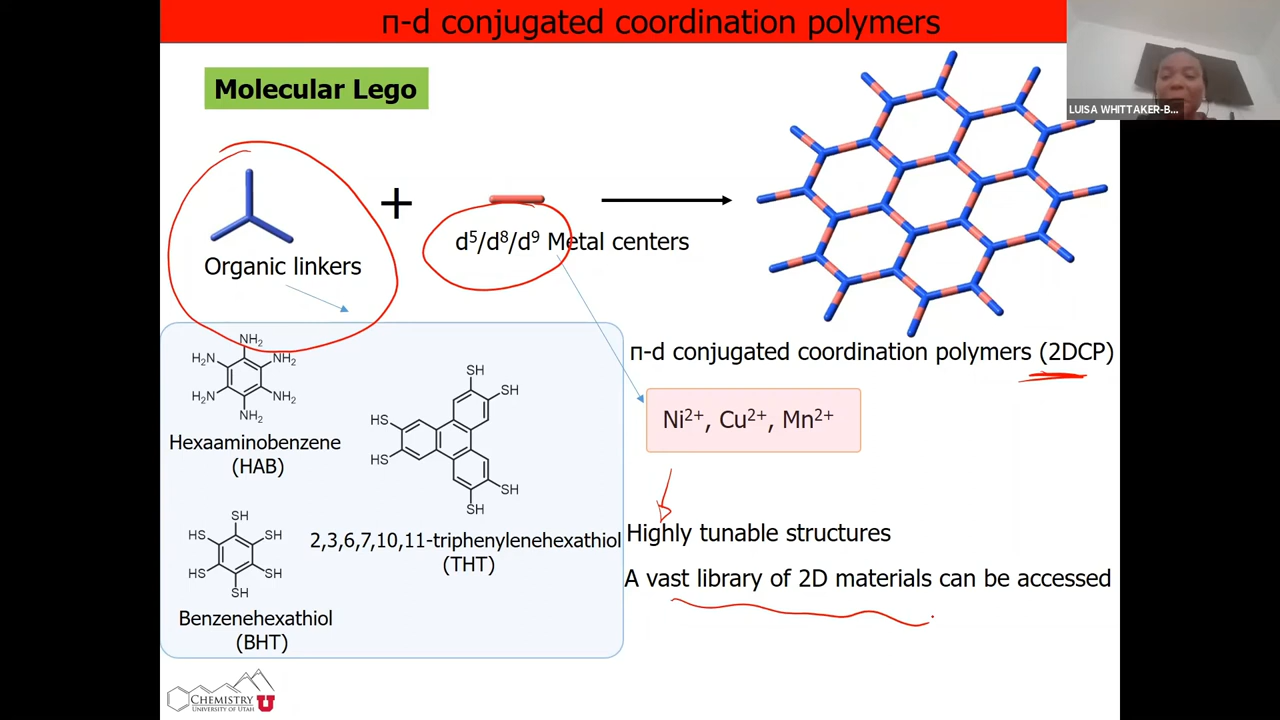 π-d conjugated coordination polymers
LUISA WHITTAKER-B...
Molecular Lego
+
Organic linkers
d⁵/d⁸/d⁹ Metal centers
π-d conjugated coordination polymers (2DCP)
NH₂
H₂N
NH₂
H₂N
NH₂
NH₂
Hexaaminobenzene
(HAB)
SH
SH
HS
HS
SH
SH
2,3,6,7,10,11-triphenylenehexathiol
(THT)
SH
HS
SH
HS
SH
SH
Benzenehexathiol
(BHT)
Ni²⁺, Cu²⁺, Mn²⁺
Highly tunable structures
A vast library of 2D materials can be accessed
CHEMISTRY
UNIVERSITY OF UTAH
U